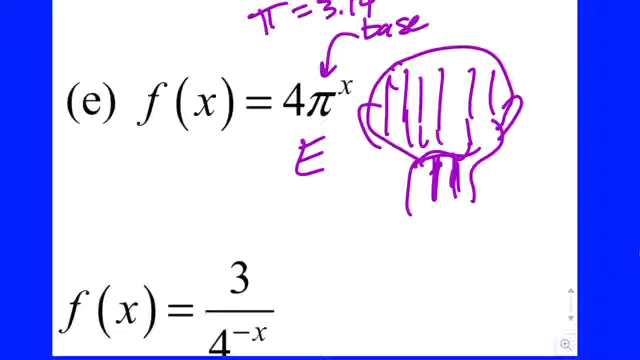 π = 3.14
base
(e) f(x) = 4π^x
E
f(x) = 3 / 4^{-x}